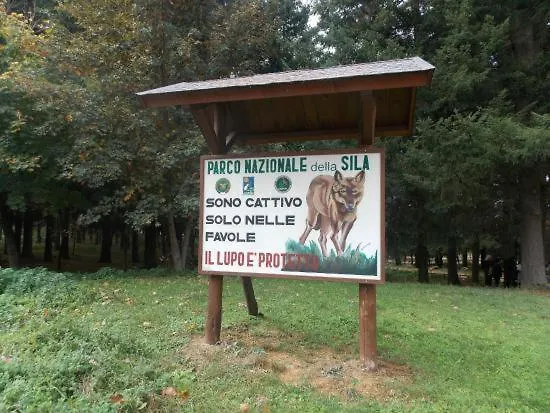 PARCO NAZIONALE della SILA
SONO CATTIVO
SOLO NELLE
FAVOLE
IL LUPO E' PROTETTO